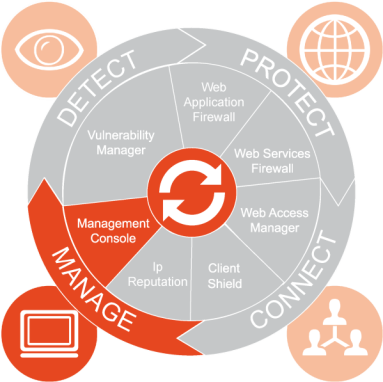 DETECT
PROTECT
Web
Application
Firewall
Vulnerability
Manager
Web Services
Firewall
Management
Console
Web Access
Manager
Ip
Reputation
Client
Shield
MANAGE
CONNECT